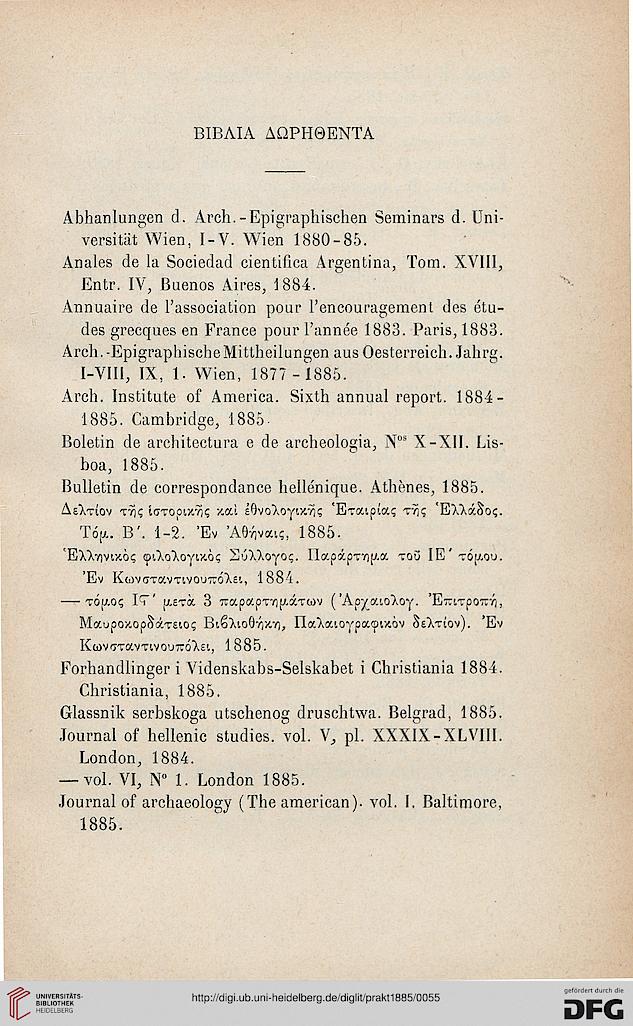 ΒΙΒΛΙΑ ΔΩΡΗΘΕΝΤΑ
Abhanlungen d. Arch.-Epigraphischen Seminars d. Uni-
versität Wien, I-V. Wien 1880-85.
Anales de la Sociedad cientifica Argentina, Tom. XVIII,
Entr. IV, Buenos Aires, 1884.
Annuaire de l'association pour l'encouragement des étu-
des grecques en France pour l'année 1883. Paris, 1883.
Arch.-Epigraphische Mittheilungen aus Oesterreich. Jahrg.
I-VIII, IX, 1. Wien, 1877-1885.
Arch. Institute of America. Sixth annual report. 1884-
1885. Cambridge, 1885.
Boletin de architectura e de archeologia, Nos X-XII. Lis-
boa, 1885.
Bulletin de correspondance hellénique. Athènes, 1885.
Δελτίον τῆς ἱστορικῆς καὶ ἐθνολογικῆς Ἑταιρίας τῆς Ἑλλάδος.
Τόμ. Β΄. 1-2. Ἐν Ἀθήναις, 1885.
Ἑλληνικὸς φιλολογικὸς Σύλλογος. Παράρτημα τοῦ ΙΕ΄ τόμου.
Ἐν Κωνσταντινουπόλει, 1884.
— τόμος Ιϛ΄ μετὰ 3 παραρτημάτων (Ἀρχαιολογ. Ἐπιτροπή,
Μαυροκορδάτειος Βιβλιοθήκη, Παλαιογραφικὸν δελτίον). Ἐν
Κωνσταντινουπόλει, 1885.
Forhandlinger i Videnskabs-Selskabet i Christiania 1884.
Christiania, 1885.
Glassnik serbskoga utschenog druschtwa. Belgrad, 1885.
Journal of hellenic studies. vol. V, pl. XXXIX-XLVIII.
London, 1884.
— vol. VI, No 1. London 1885.
Journal of archaeology (The american). vol. I. Baltimore,
1885.
UNIVERSITÄTS-
BIBLIOTHEK
HEIDELBERG
http://digi.ub.uni-heidelberg.de/diglit/prakt1885/0055
gefördert durch die
DFG